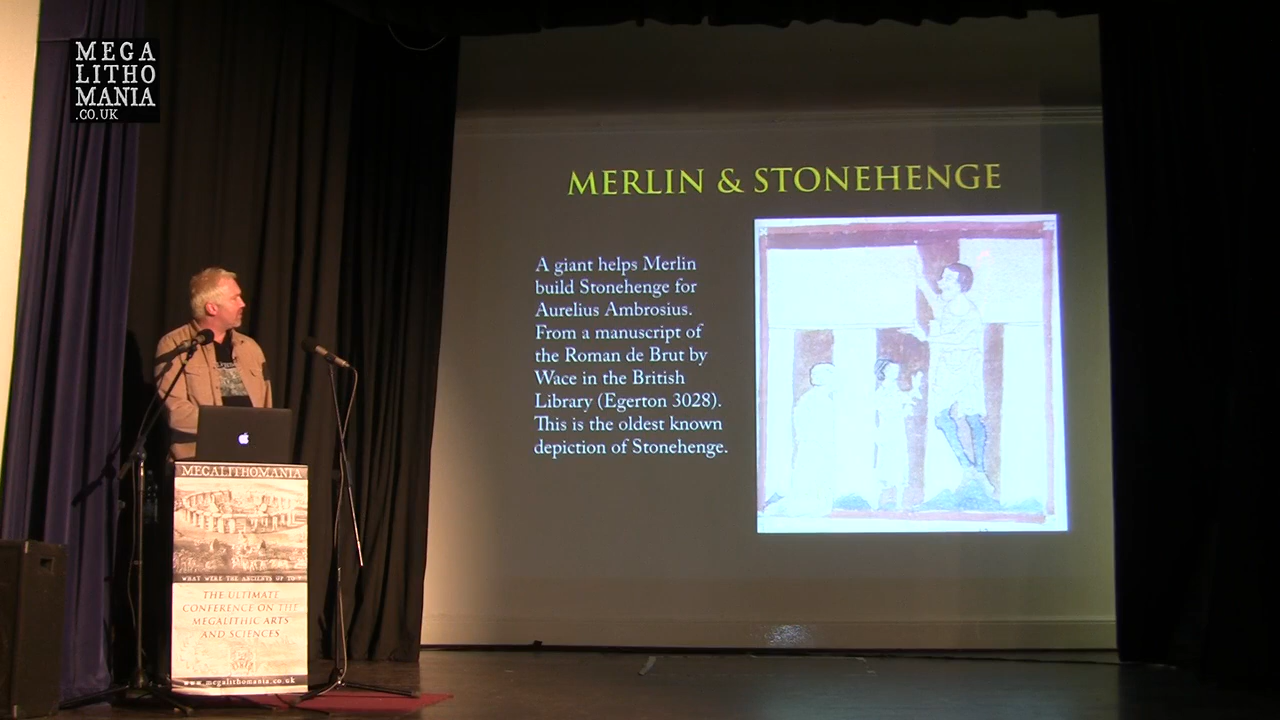 MEGA
LITHO
MANIA
.CO.UK
MERLIN & STONEHENGE
A giant helps Merlin
build Stonehenge for
Aurelius Ambrosius.
From a manuscript of
the Roman de Brut by
Wace in the British
Library (Egerton 3028).
This is the oldest known
depiction of Stonehenge.
MEGALITHOMANIA
WHAT WERE THE ANCIENTS UP TO
THE ULTIMATE
CONFERENCE ON THE
MEGALITHIC ARTS
AND SCIENCES
www.megalithomania.co.uk